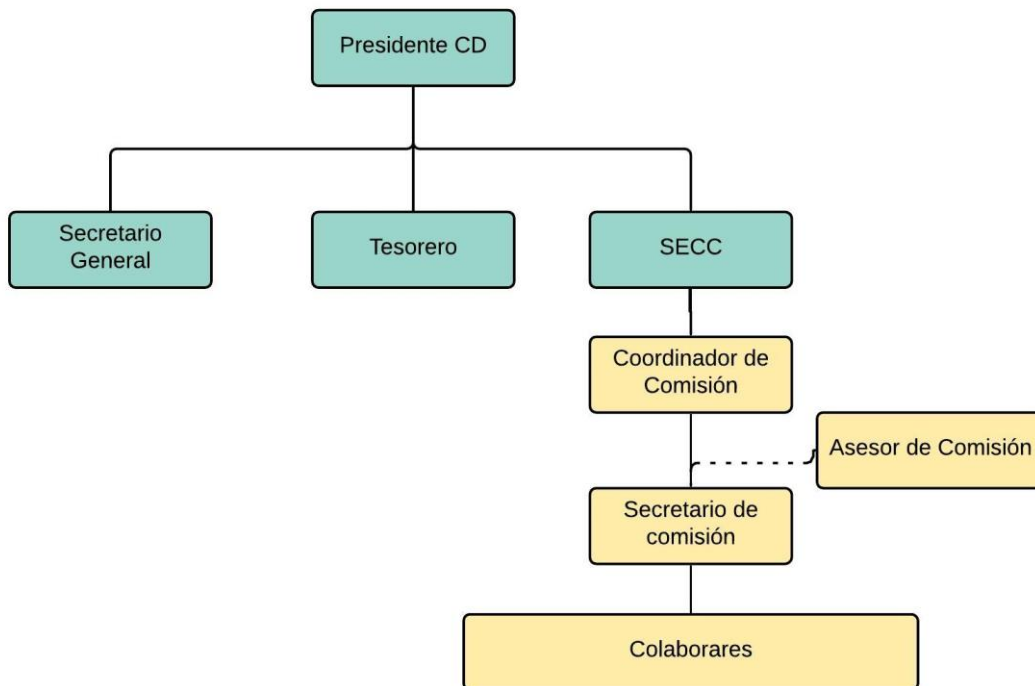 Presidente CD
Secretario
General
Tesorero
SECC
Coordinador de
Comisión
Asesor de Comisión
Secretario de
comisión
Colaborares